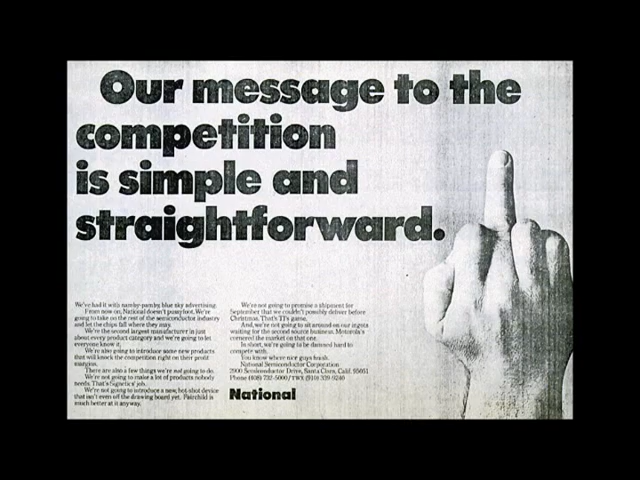 Our message to the
competition
is simple and
straightforward.
We've had it with namby-pamby, blue sky advertising.
From now on, National doesn't pussyfoot. We're
going to take on the rest of the semiconductor industry
and let the chips fall where they may.
We're the second largest manufacturer in just
about every product category and we're going to let
everyone know it.
We're also going to introduce some new products
that will knock the competition right on their profit
margins.
There are also a few things we're not going to do.
We're not going to make a lot of products nobody
needs. That's Signetics' job.
We're not going to introduce a new, hot-shot device
that isn't even off the drawing board yet. Fairchild is
much better at it anyway.
We're not going to promise a shipment for
September that we couldn't possibly deliver before
Christmas. That's TI's game.
And, we're not going to sit around on our ingots
waiting for the second source business. Motorola's
cornered the market on that one.
In short, we're going to be damned hard to
compete with.
You know where nice guys finish.
National Semiconductor Corporation
2900 Semiconductor Drive, Santa Clara, Calif. 95051
Phone (408) 732-5000/TWX (910) 339-9240
National